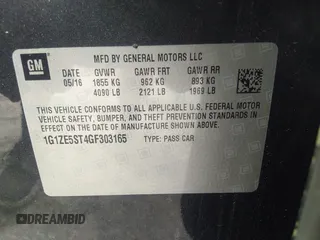 GM
MFD BY GENERAL MOTORS LLC
DATE GVWR GAWR FRT GAWR RR
05/16 1855 KG 962 KG 893 KG
4090 LB 2121 LB 1969 LB
THIS VEHICLE CONFORMS TO ALL APPLICABLE U.S. FEDERAL MOTOR
VEHICLE SAFETY, BUMPER, AND THEFT PREVENTION STANDARDS
IN EFFECT ON THE DATE OF MANUFACTURE SHOWN ABOVE.
1G1ZE5ST4GF303165 TYPE: PASS CAR
DREAMBID